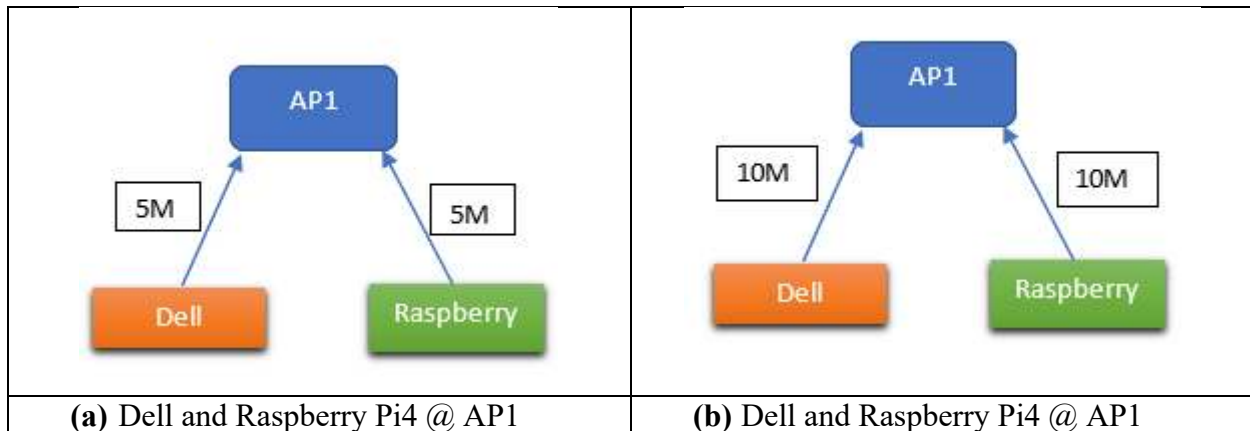 AP1
5M
5M
Dell
Raspberry
(a) Dell and Raspberry Pi4 @ AP1
AP1
10M
10M
Dell
Raspberry
(b) Dell and Raspberry Pi4 @ AP1